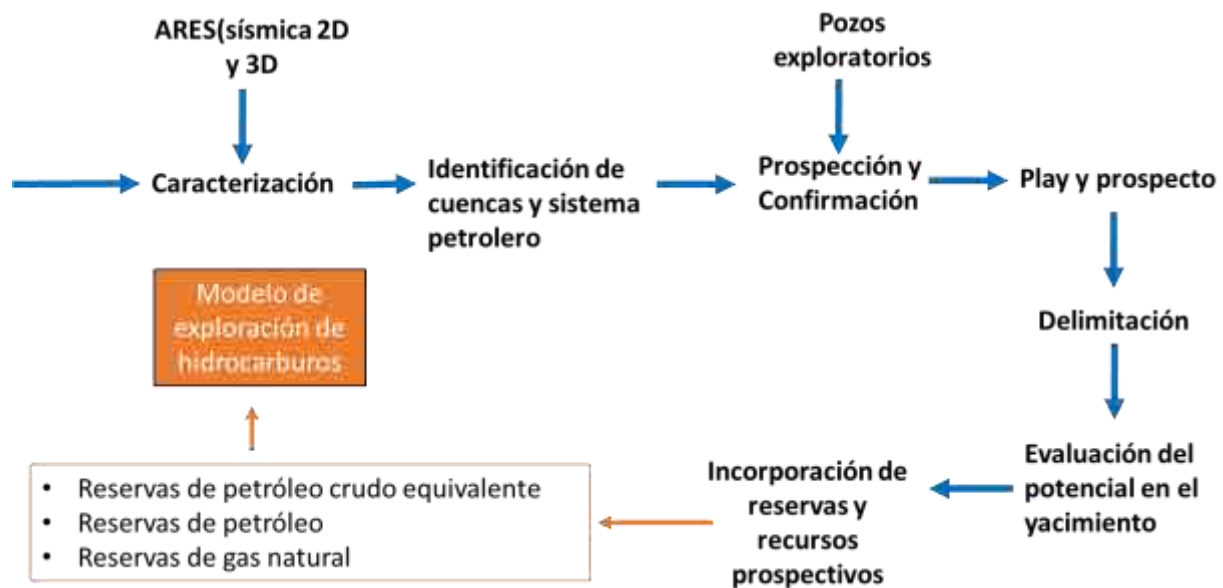 ARES(sísmica 2D
y 3D
Pozos
exploratorios
Caracterización
Identificación de
cuencas y sistema
petrolero
Prospección y
Confirmación
Play y prospecto
Modelo de
exploración de
hidrocarburos
Delimitación
Evaluación del
potencial en el
yacimiento
Incorporación de
reservas y
recursos
prospectivos
• Reservas de petróleo crudo equivalente
• Reservas de petróleo
• Reservas de gas natural